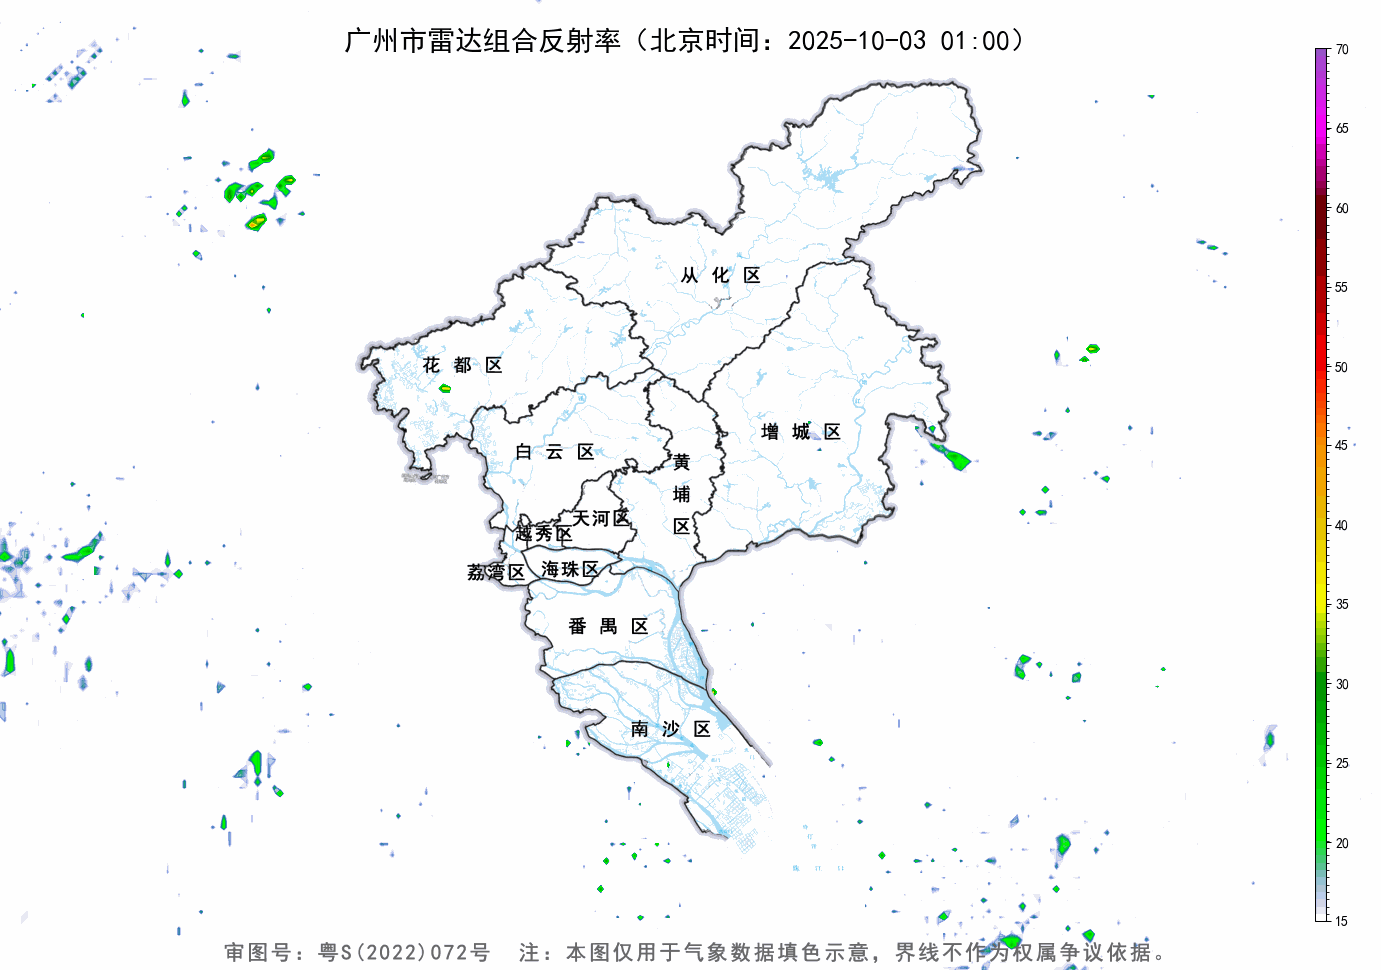 广州市雷达组合反射率（北京时间：2025-10-03 01:00）
70
65
60
55
50
45
40
35
30
25
20
15
从化区
花都区
增城区
白云区
黄埔区
天河区
越秀区
荔湾区
海珠区
番禺区
南沙区
审图号：粤S(2022)072号 注：本图仅用于气象数据填色示意，界线不作为权属争议依据。